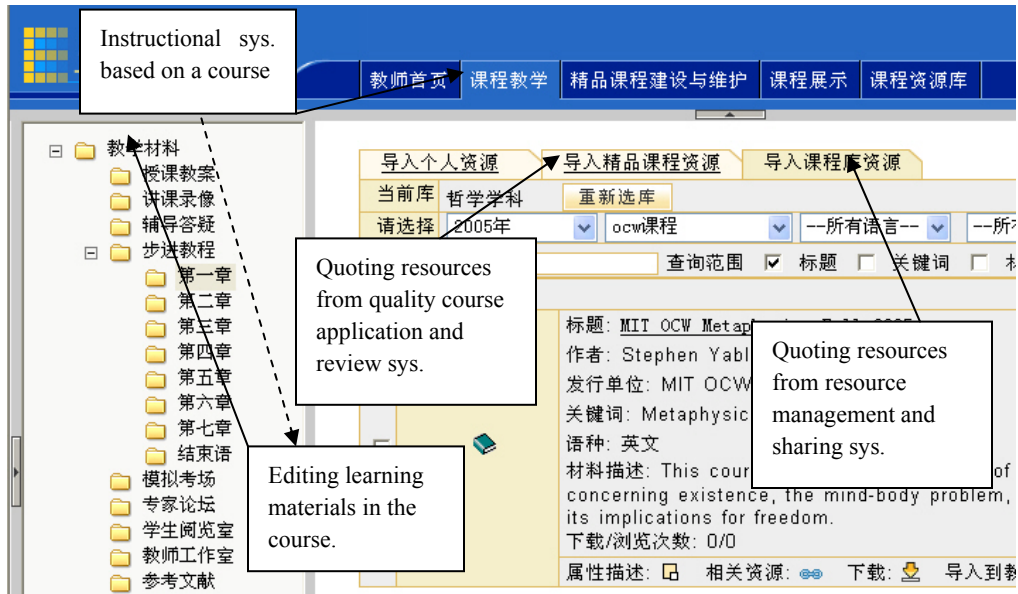 Instructional sys.
based on a course
教师首页 课程教学 精品课程建设与维护 课程展示 课程资源库
教学材料
授课教案
讲课录像
辅导答疑
步进教程
第一章
第二章
第三章
第四章
第五章
第六章
第七章
结束语
模拟考场
专家论坛
学生阅览室
教师工作室
参考文献
导入个人资源 导入精品课程资源 导入课程库资源
当前库 哲学学科 重新选库
请选择 2005年 ocw课程 --所有语言-- --所有
查询范围 标题 关键词
Quoting resources
from quality course
application and
review sys.
标题: MIT OCW
作者: Stephen
发行单位: MIT OCW
关键词: Metaphysic
语种: 英文
材料描述: This of
concerning existence, the mind-body problem,
its implications for freedom.
下载/浏览次数: 0/0
属性描述: 相关资源: 下载: 导入到
Quoting resources
from resource
management and
sharing sys.
Editing learning
materials in the
course.